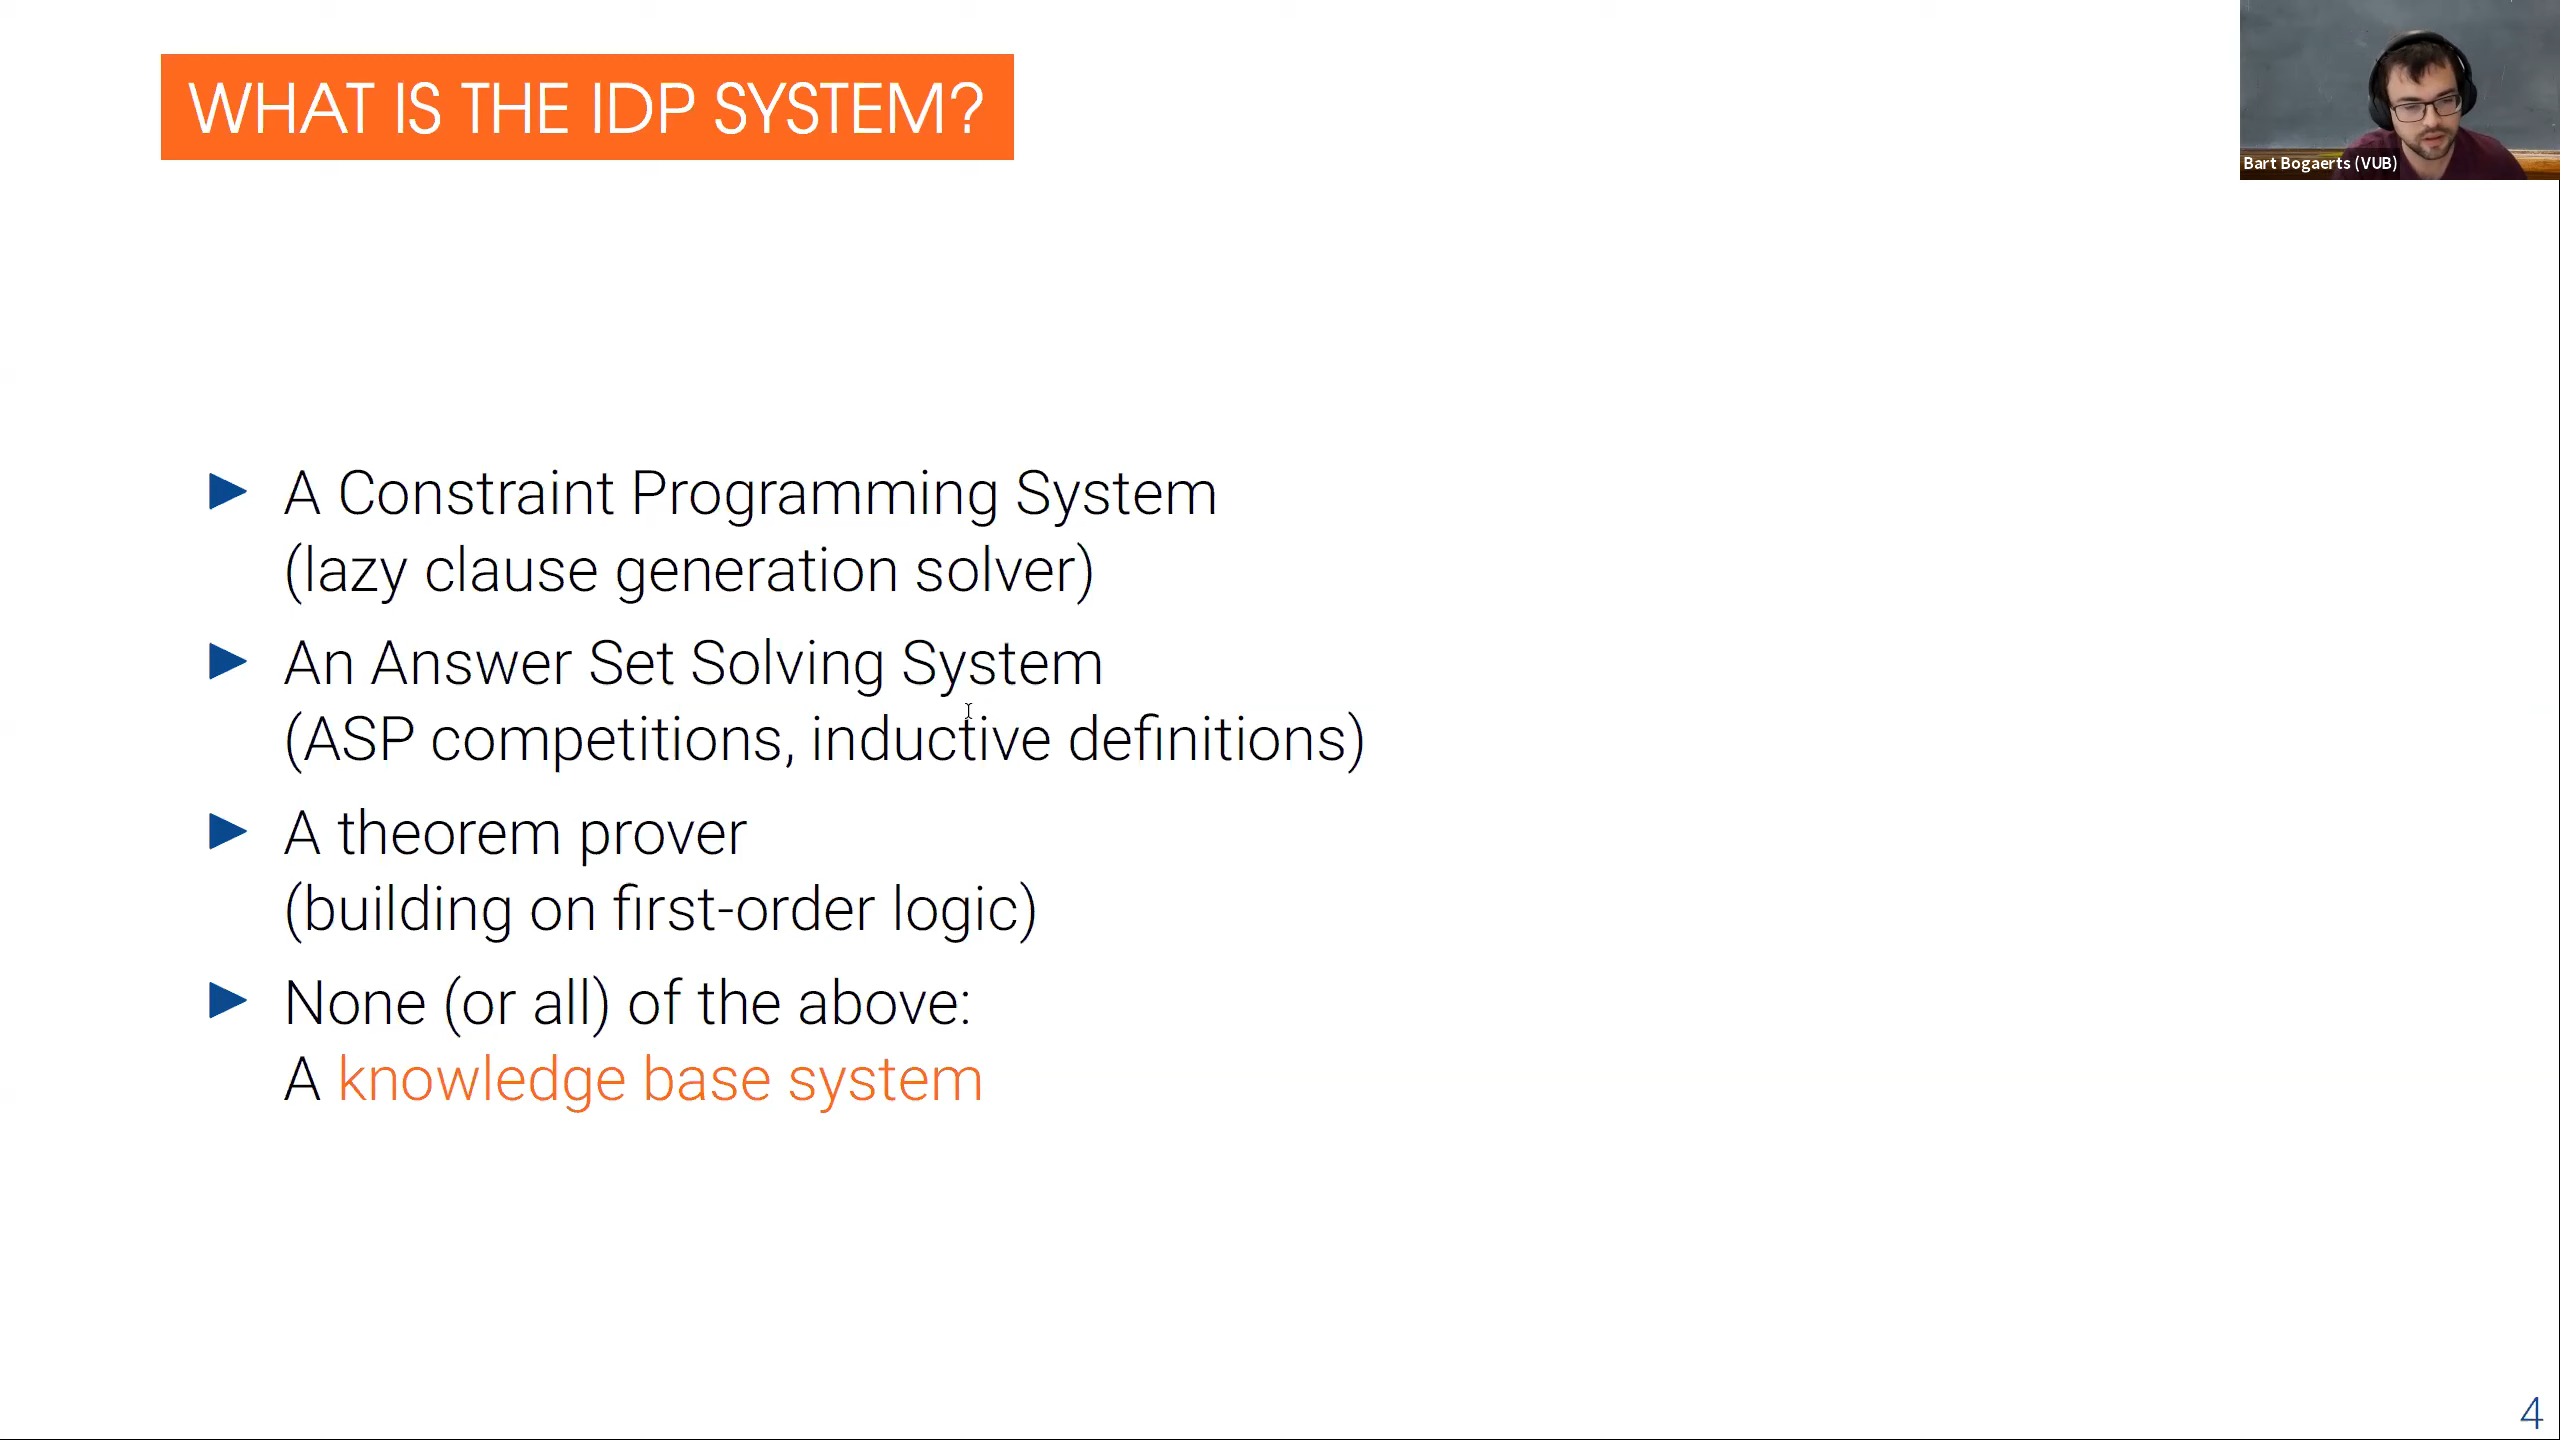 WHAT IS THE IDP SYSTEM?
Bart Bogaerts (VUB)
A Constraint Programming System
(lazy clause generation solver)
An Answer Set Solving System
(ASP competitions, inductive definitions)
A theorem prover
(building on first-order logic)
None (or all) of the above:
A knowledge base system
4